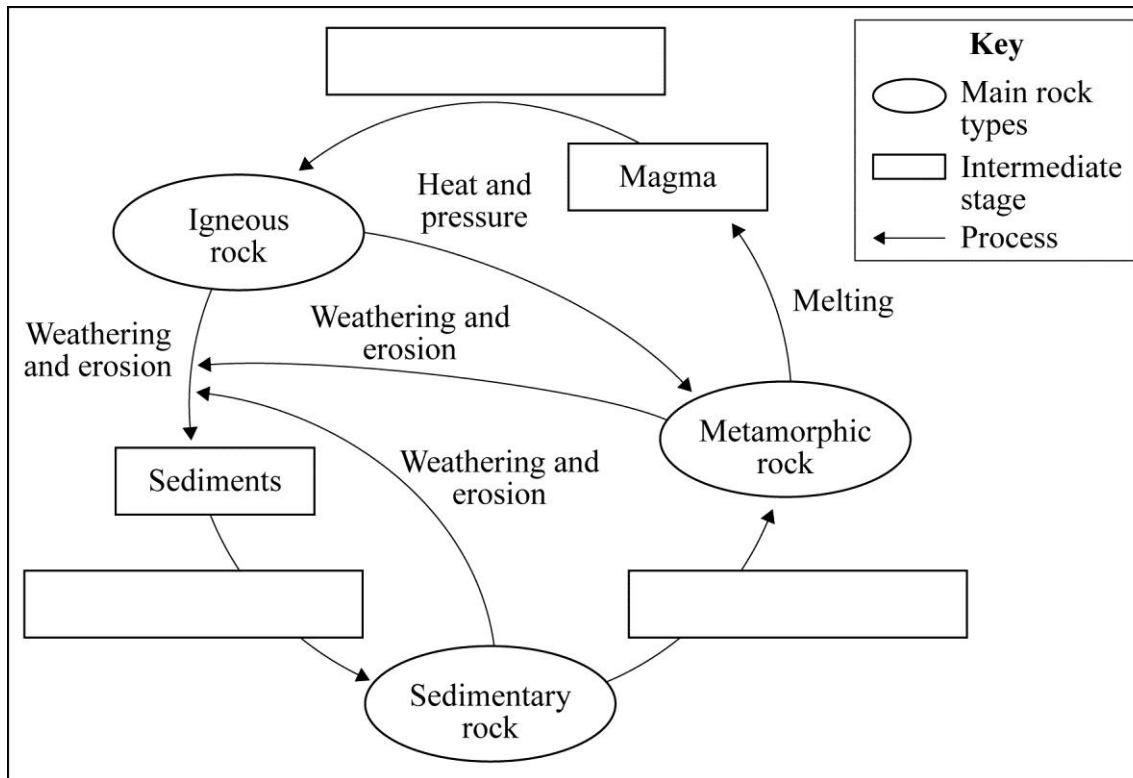 Key
Main rock
types
Intermediate
stage
Process
Magma
Heat and
pressure
Igneous
rock
Melting
Weathering
and erosion
Weathering and
erosion
Metamorphic
rock
Weathering and
erosion
Sediments
Sedimentary
rock